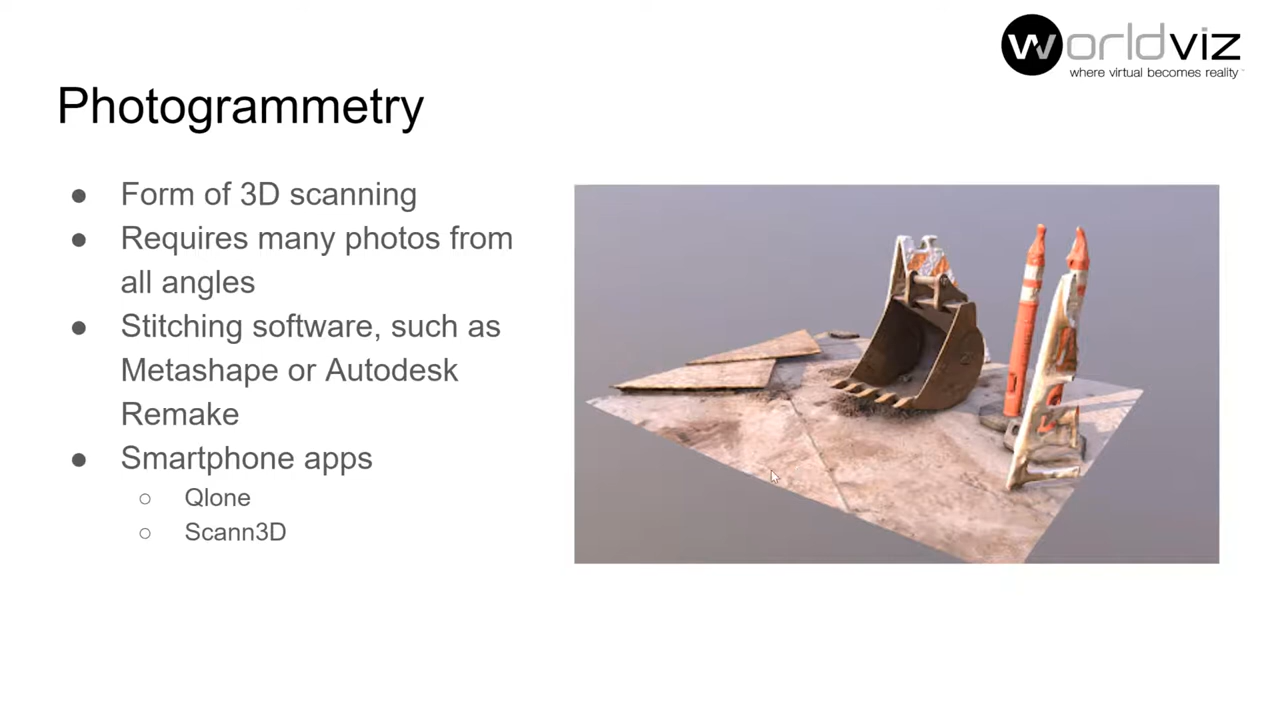 worldviz
where virtual becomes reality
Photogrammetry
● Form of 3D scanning
● Requires many photos from
all angles
● Stitching software, such as
Metashape or Autodesk
Remake
● Smartphone apps
○ Qlone
○ Scann3D